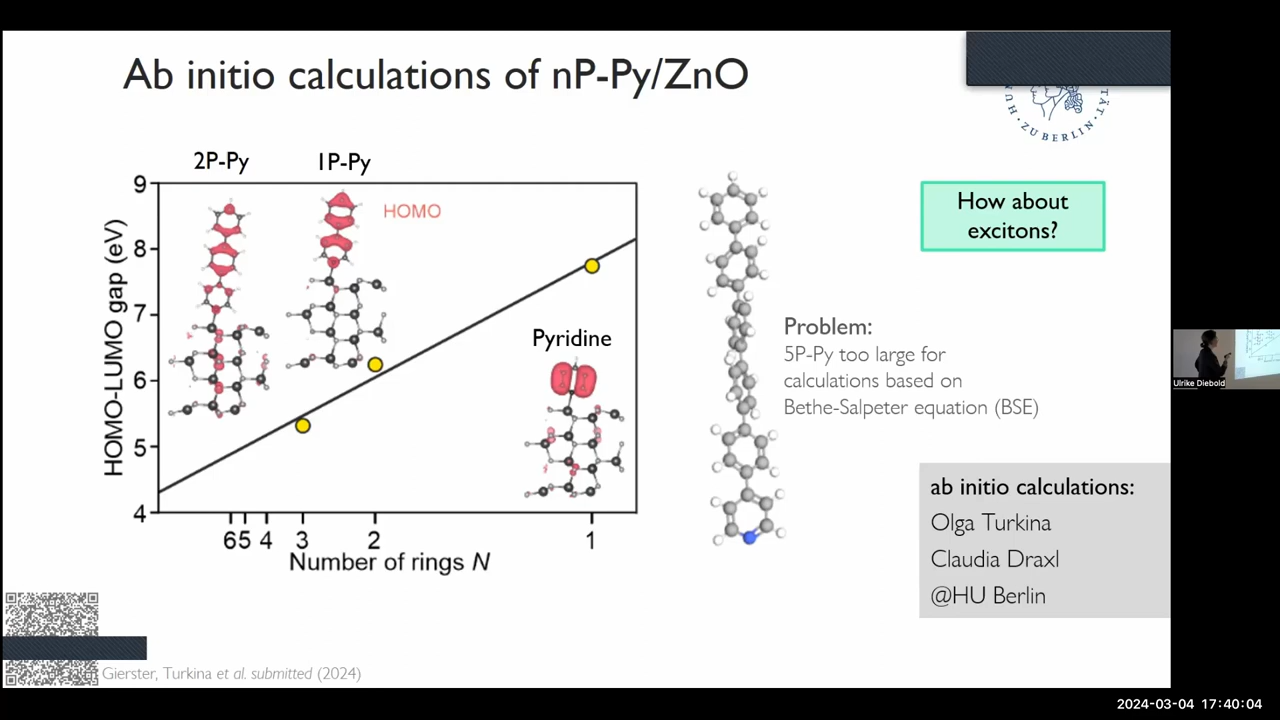 Ab initio calculations of nP-Py/ZnO
ZU BERLIN
2P-Py
1P-Py
HOMO
Pyridine
HOMO-LUMO gap (eV)
9
8
7
6
5
4
6 5 4 3 2 1
Number of rings N
How about
excitons?
Problem:
5P-Py too large for
calculations based on
Bethe-Salpeter equation (BSE)
ab initio calculations:
Olga Turkina
Claudia Draxl
@HU Berlin
Gierster, Turkina et al. submitted (2024)
Ulrike Diebold
2024-03-04 17:40:04